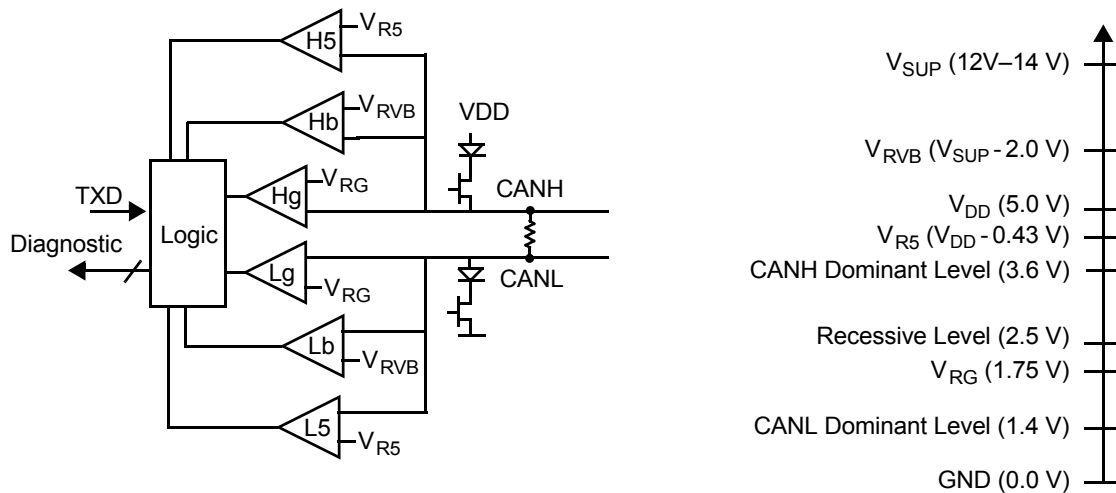 H5
V_R5
Hb
V_RVB
VDD
Hg
V_RG
CANH
TXD
Logic
Diagnostic
Lg
V_RG
CANL
Lb
V_RVB
L5
V_R5
V_SUP (12V–14 V)
V_RVB (V_SUP - 2.0 V)
V_DD (5.0 V)
V_R5 (V_DD - 0.43 V)
CANH Dominant Level (3.6 V)
Recessive Level (2.5 V)
V_RG (1.75 V)
CANL Dominant Level (1.4 V)
GND (0.0 V)